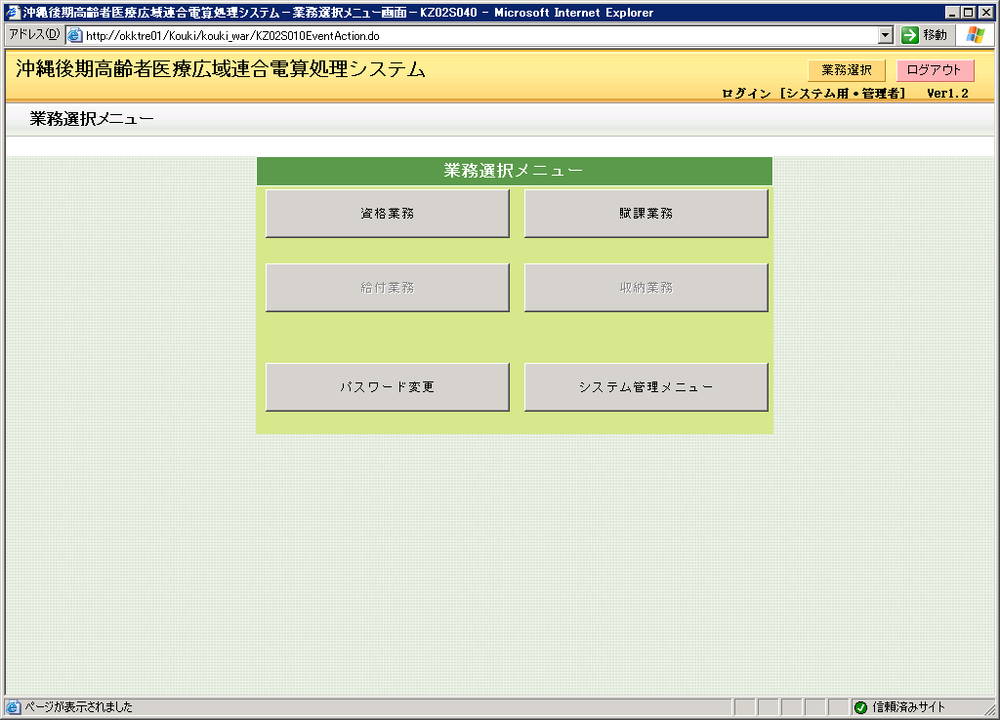 沖縄後期高齢者医療広域連合電算処理システム－業務選択メニュー画面－KZ02S040 - Microsoft Internet Explorer
アドレス(D) http://okktre01/Kouki/kouki_war/KZ02S010EventAction.do 移動
沖縄後期高齢者医療広域連合電算処理システム
業務選択 ログアウト
ログイン [システム用・管理者] Ver1.2
業務選択メニュー
業務選択メニュー
資格業務 賦課業務
給付業務 収納業務
パスワード変更 システム管理メニュー
ページが表示されました 信頼済みサイト